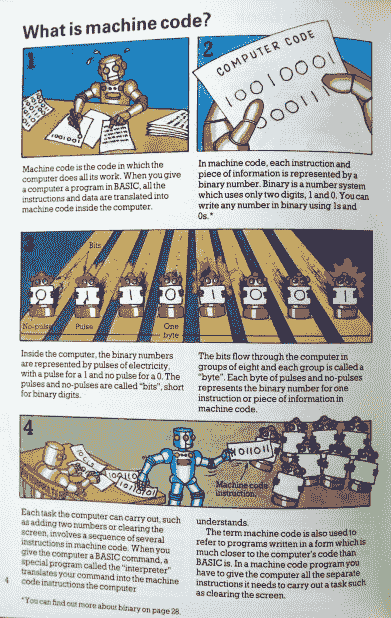 What is machine code?
1
1001001
2
COMPUTER CODE
10010001
000111
Machine code is the code in which the
computer does all its work. When you give
a computer a program in BASIC, all the
instructions and data are translated into
machine code inside the computer.
In machine code, each instruction and
piece of information is represented by a
binary number. Binary is a number system
which uses only two digits, 1 and 0. You can
write any number in binary using 1s and
0s.*
3
Bits
0 1 1 0 1 0 0 1
No-pulse
Pulse
One
byte
Inside the computer, the binary numbers
are represented by pulses of electricity,
with a pulse for a 1 and no pulse for a 0. The
pulses and no-pulses are called "bits", short
for binary digits.
The bits flow through the computer in
groups of eight and each group is called a
"byte". Each byte of pulses and no-pulses
represents the binary number for one
instruction or piece of information in
machine code.
4
Machine code
instruction.
Each task the computer can carry out, such
as adding two numbers or clearing the
screen, involves a sequence of several
instructions in machine code. When you
give the computer a BASIC command, a
special program called the "interpreter"
translates your command into the machine
code instructions the computer
understands.
The term machine code is also used to
refer to programs written in a form which is
much closer to the computer's code than
BASIC is. In a machine code program you
have to give the computer all the separate
instructions it needs to carry out a task such
as clearing the screen.
4
*You can find out more about binary on page 28.